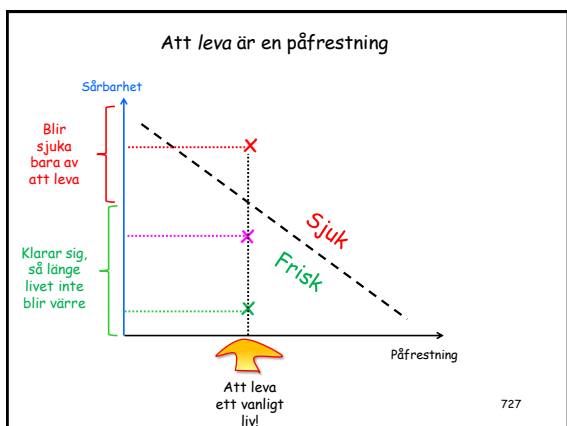 Att leva är en påfrestning
Sårbarhet
Blir
sjuka
bara av
att leva
Klarar sig,
så länge
livet inte
blir värre
Sjuk
Frisk
Påfrestning
Att leva
ett vanligt
liv!
727